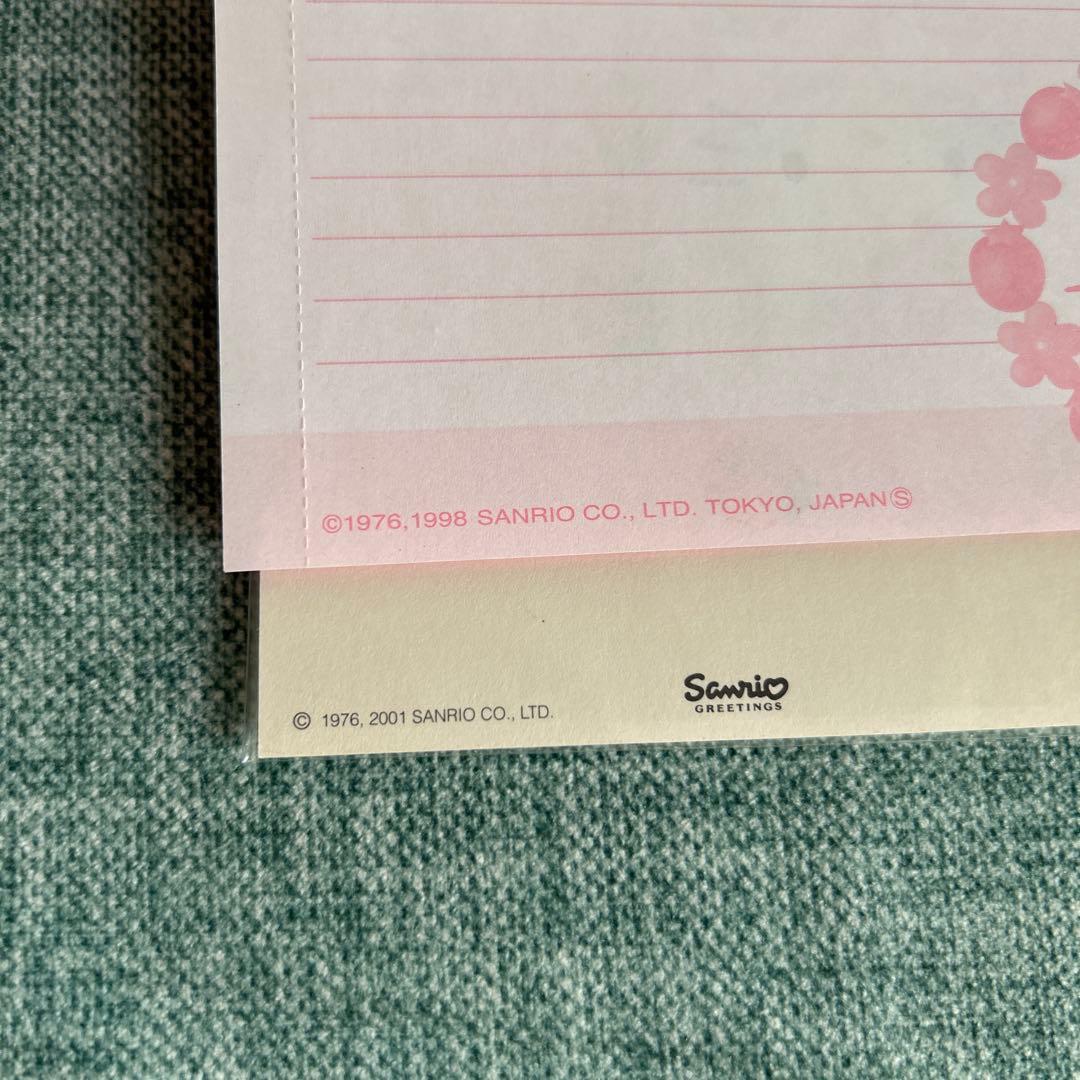 ©1976,1998 SANRIO CO., LTD. TOKYO, JAPANⓈ
Sanrio
GREETINGS
© 1976, 2001 SANRIO CO., LTD.